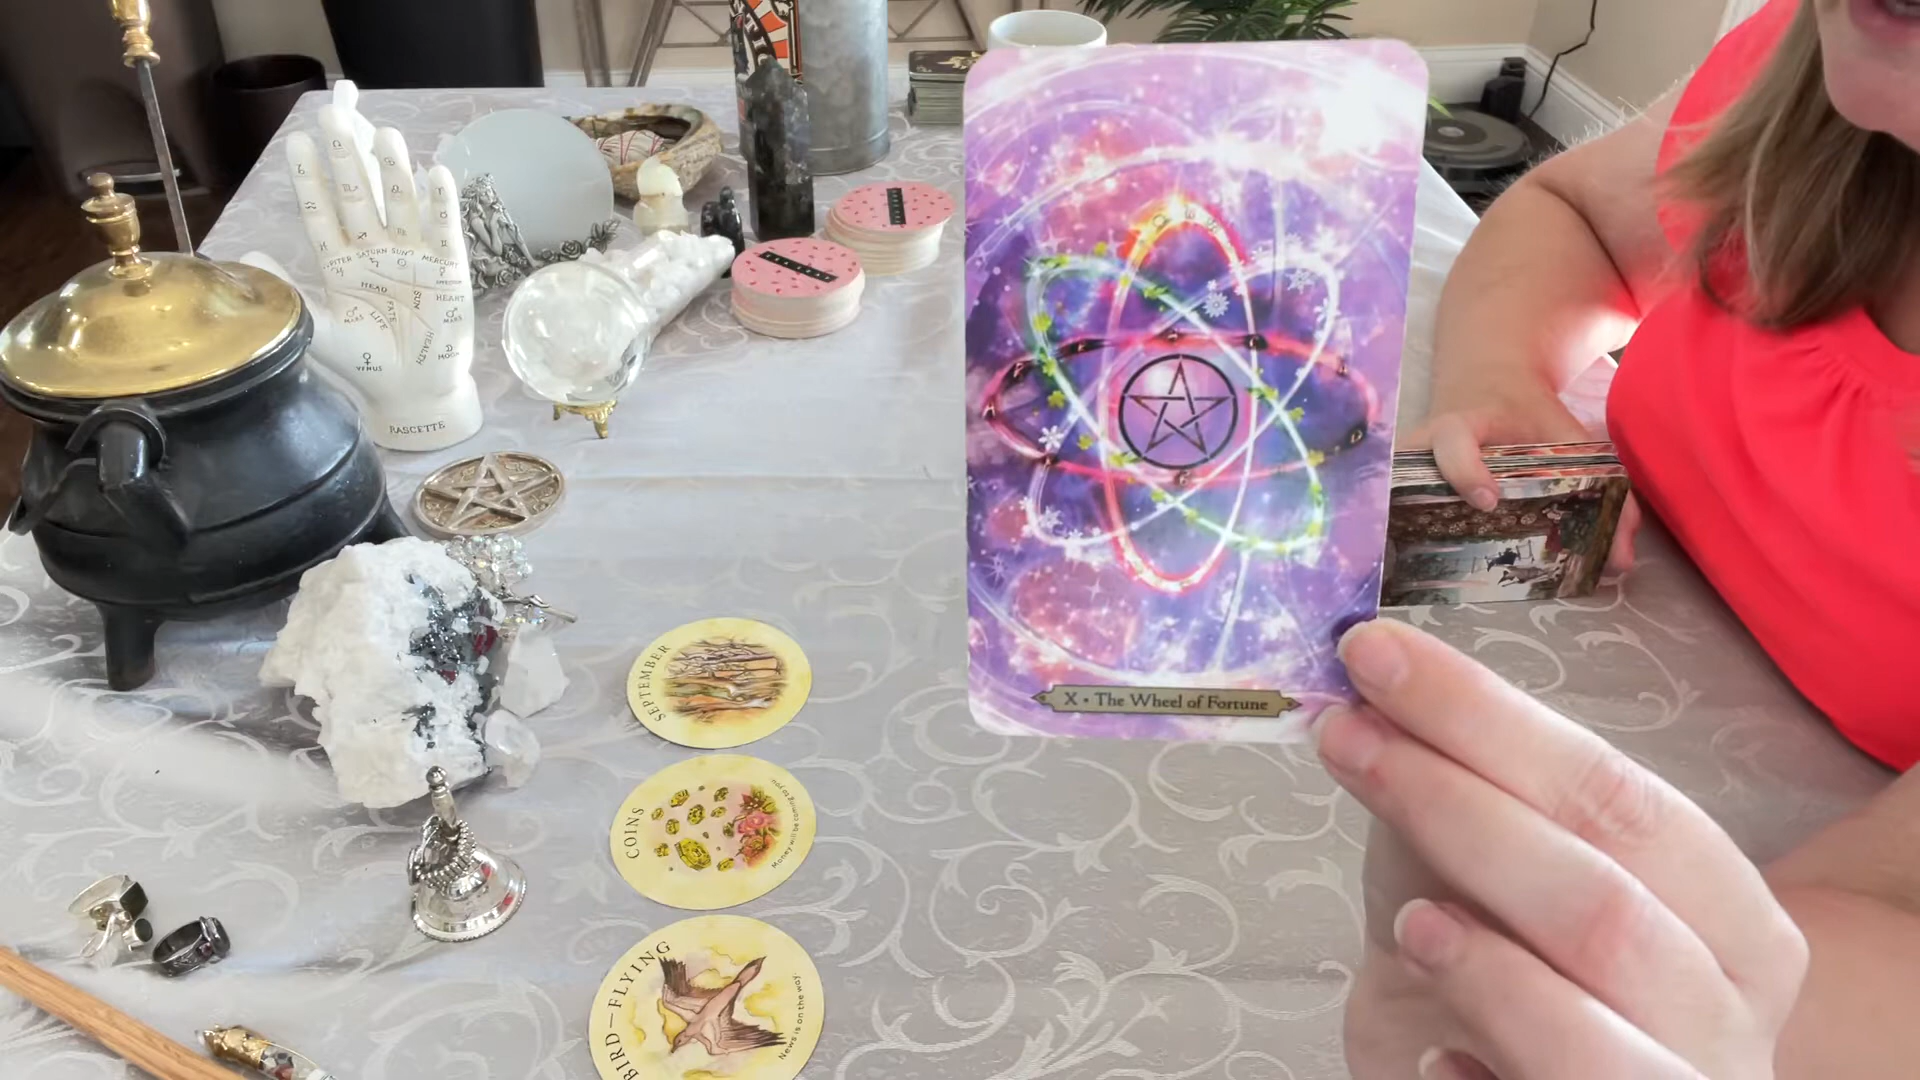 JUPITER SATURN SUN MERCURY
HEAD
FATE
SUN
LIFE
HEART
MARS
MARS
HEALTH
MOON
VENUS
RASCETTE
X • The Wheel of Fortune
SEPTEMBER
COINS
Money will be coming to you.
BIRD-FLYING
News is on the way.